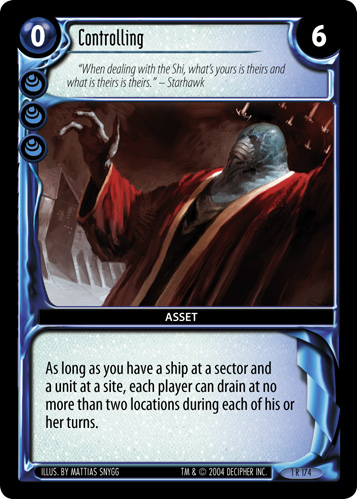 0 Controlling 6
"When dealing with the Shi, what's yours is theirs and
what is theirs is theirs." – Starhawk
ASSET
As long as you have a ship at a sector and
a unit at a site, each player can drain at no
more than two locations during each of his or
her turns.
ILLUS. BY MATTIAS SNYGG TM & © 2004 DECIPHER INC. 1 R 174